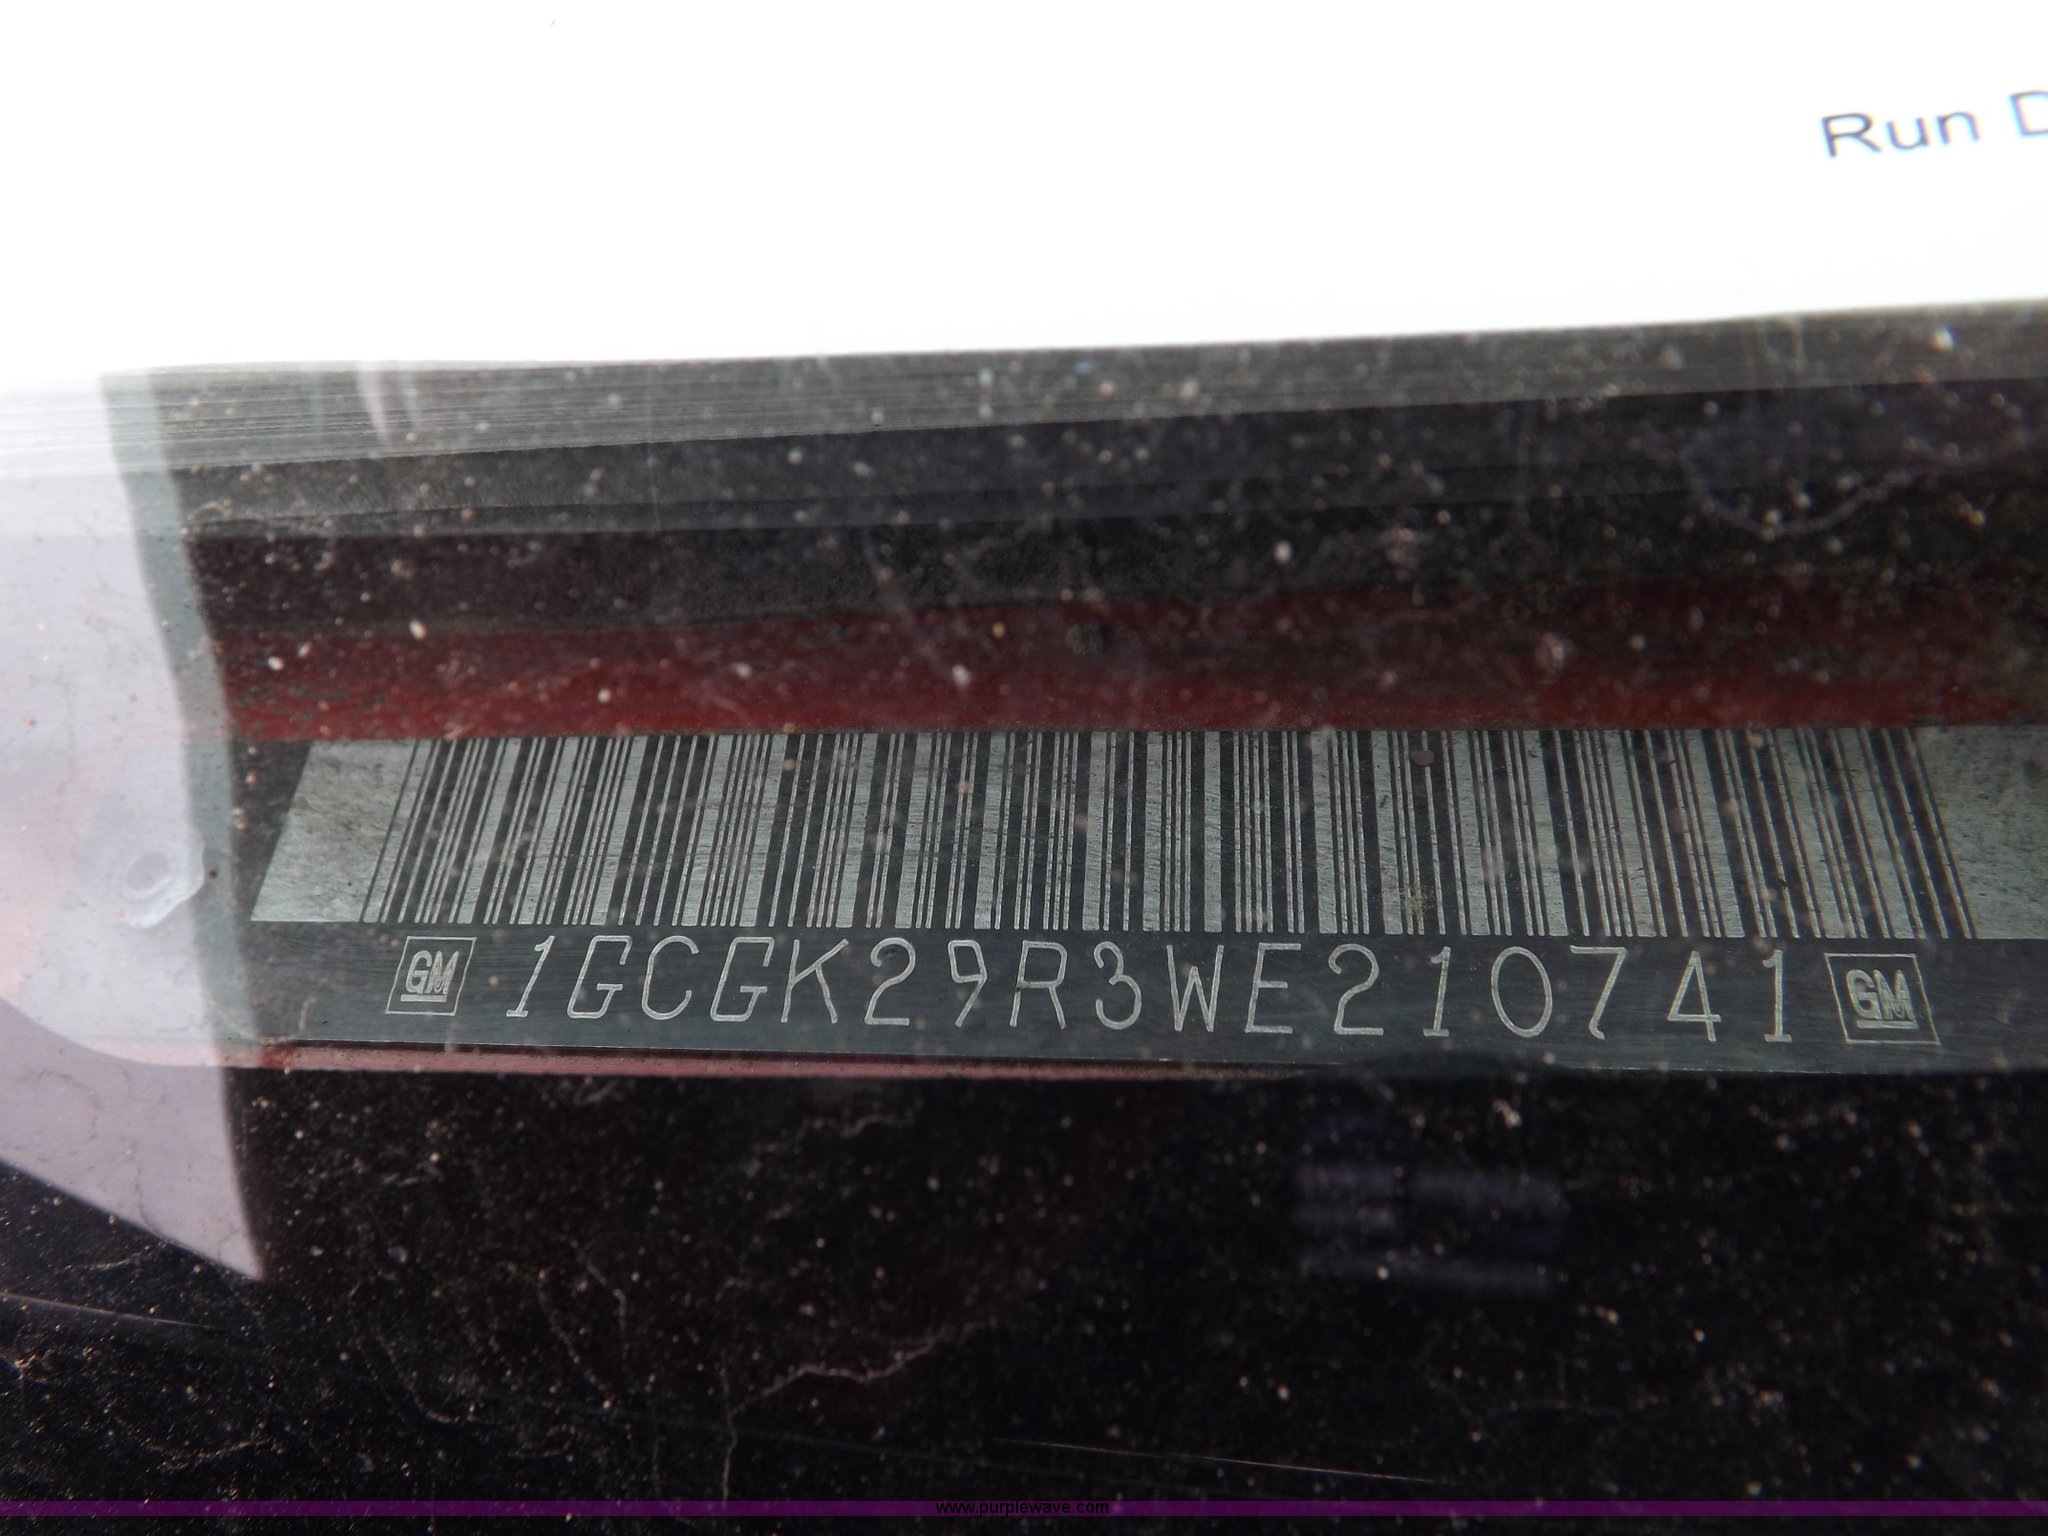 Run D
GM 1GCGK29R3WE210741 GM
www.purplewave.com